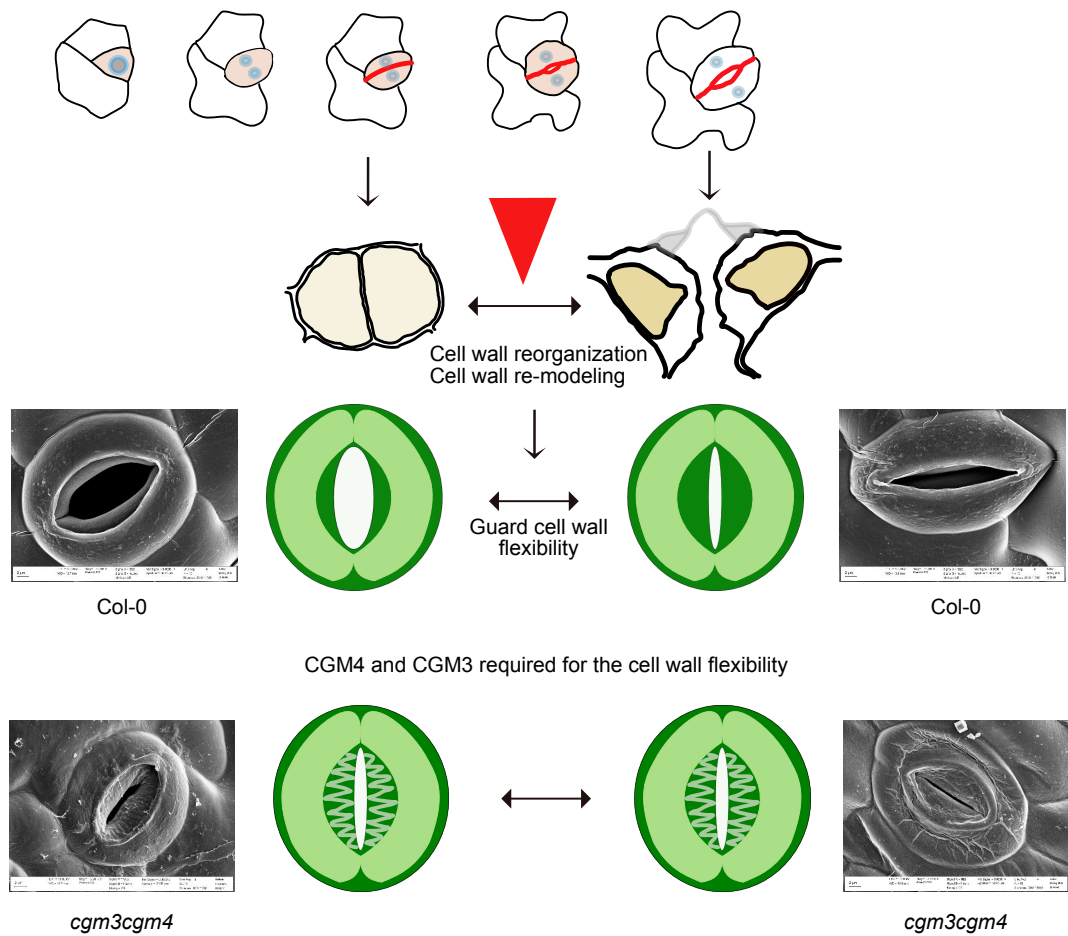 Cell wall reorganization
Cell wall re-modeling
Guard cell wall
flexibility
Col-0
Col-0
CGM4 and CGM3 required for the cell wall flexibility
cgm3cgm4
cgm3cgm4